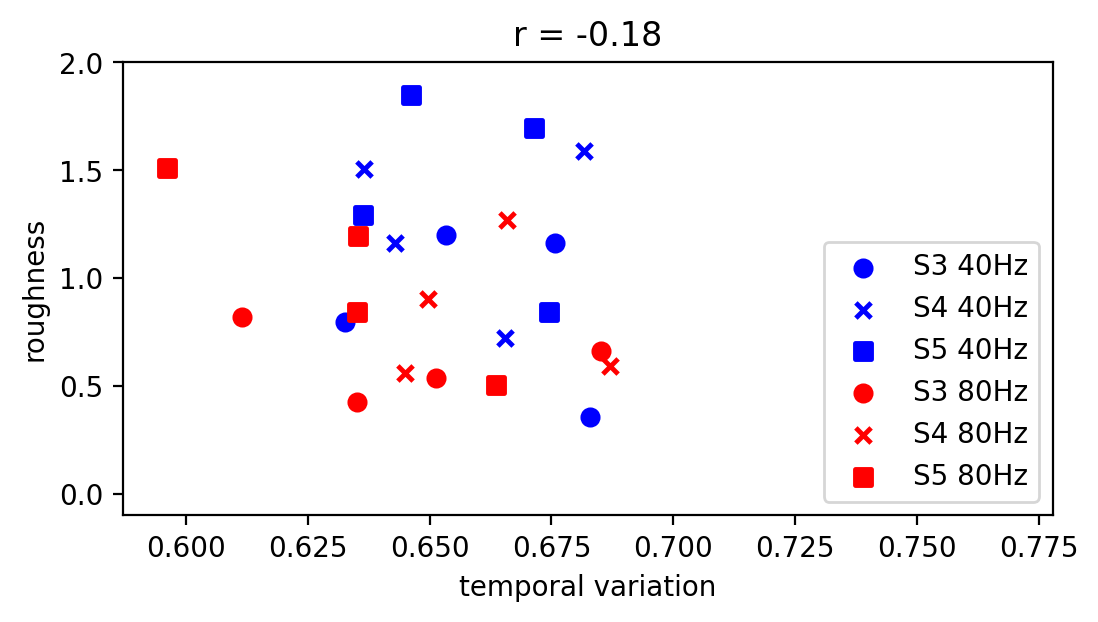 r = -0.18
2.0
1.5
1.0
0.5
0.0
roughness
S3 40Hz
S4 40Hz
S5 40Hz
S3 80Hz
S4 80Hz
S5 80Hz
0.600 0.625 0.650 0.675 0.700 0.725 0.750 0.775
temporal variation